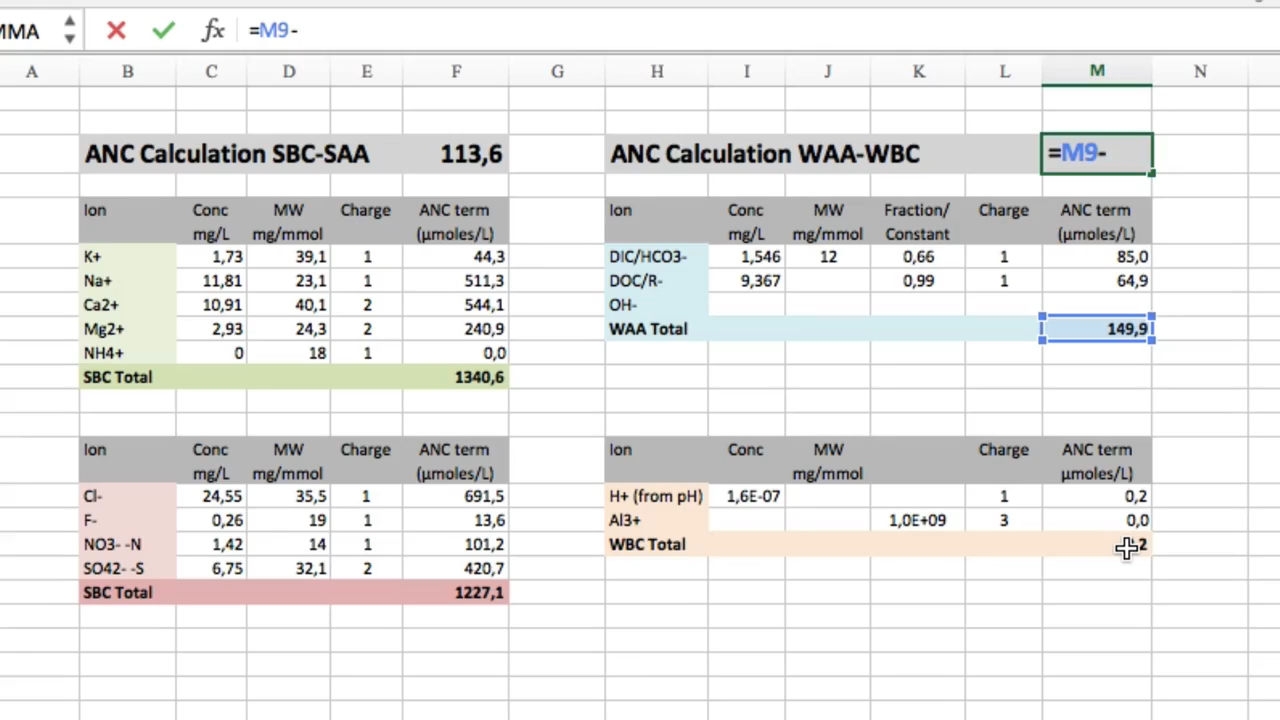 MMA fx =M9-
A B C D E F G H I J K L M N
ANC Calculation SBC-SAA 113,6
Ion Conc MW Charge ANC term
mg/L mg/mmol (µmoles/L)
K+ 1,73 39,1 1 44,3
Na+ 11,81 23,1 1 511,3
Ca2+ 10,91 40,1 2 544,1
Mg2+ 2,93 24,3 2 240,9
NH4+ 0 18 1 0,0
SBC Total 1340,6
Ion Conc MW Charge ANC term
mg/L mg/mmol (µmoles/L)
Cl- 24,55 35,5 1 691,5
F- 0,26 19 1 13,6
NO3- -N 1,42 14 1 101,2
SO42- -S 6,75 32,1 2 420,7
SBC Total 1227,1
ANC Calculation WAA-WBC =M9-
Ion Conc MW Fraction/ Charge ANC term
mg/L mg/mmol Constant (µmoles/L)
DIC/HCO3- 1,546 12 0,66 1 85,0
DOC/R- 9,367 0,99 1 64,9
OH-
WAA Total 149,9
Ion Conc MW Charge ANC term
mg/mmol µmoles/L)
H+ (from pH) 1,6E-07 1 0,2
Al3+ 1,0E+09 3 0,0
WBC Total 2